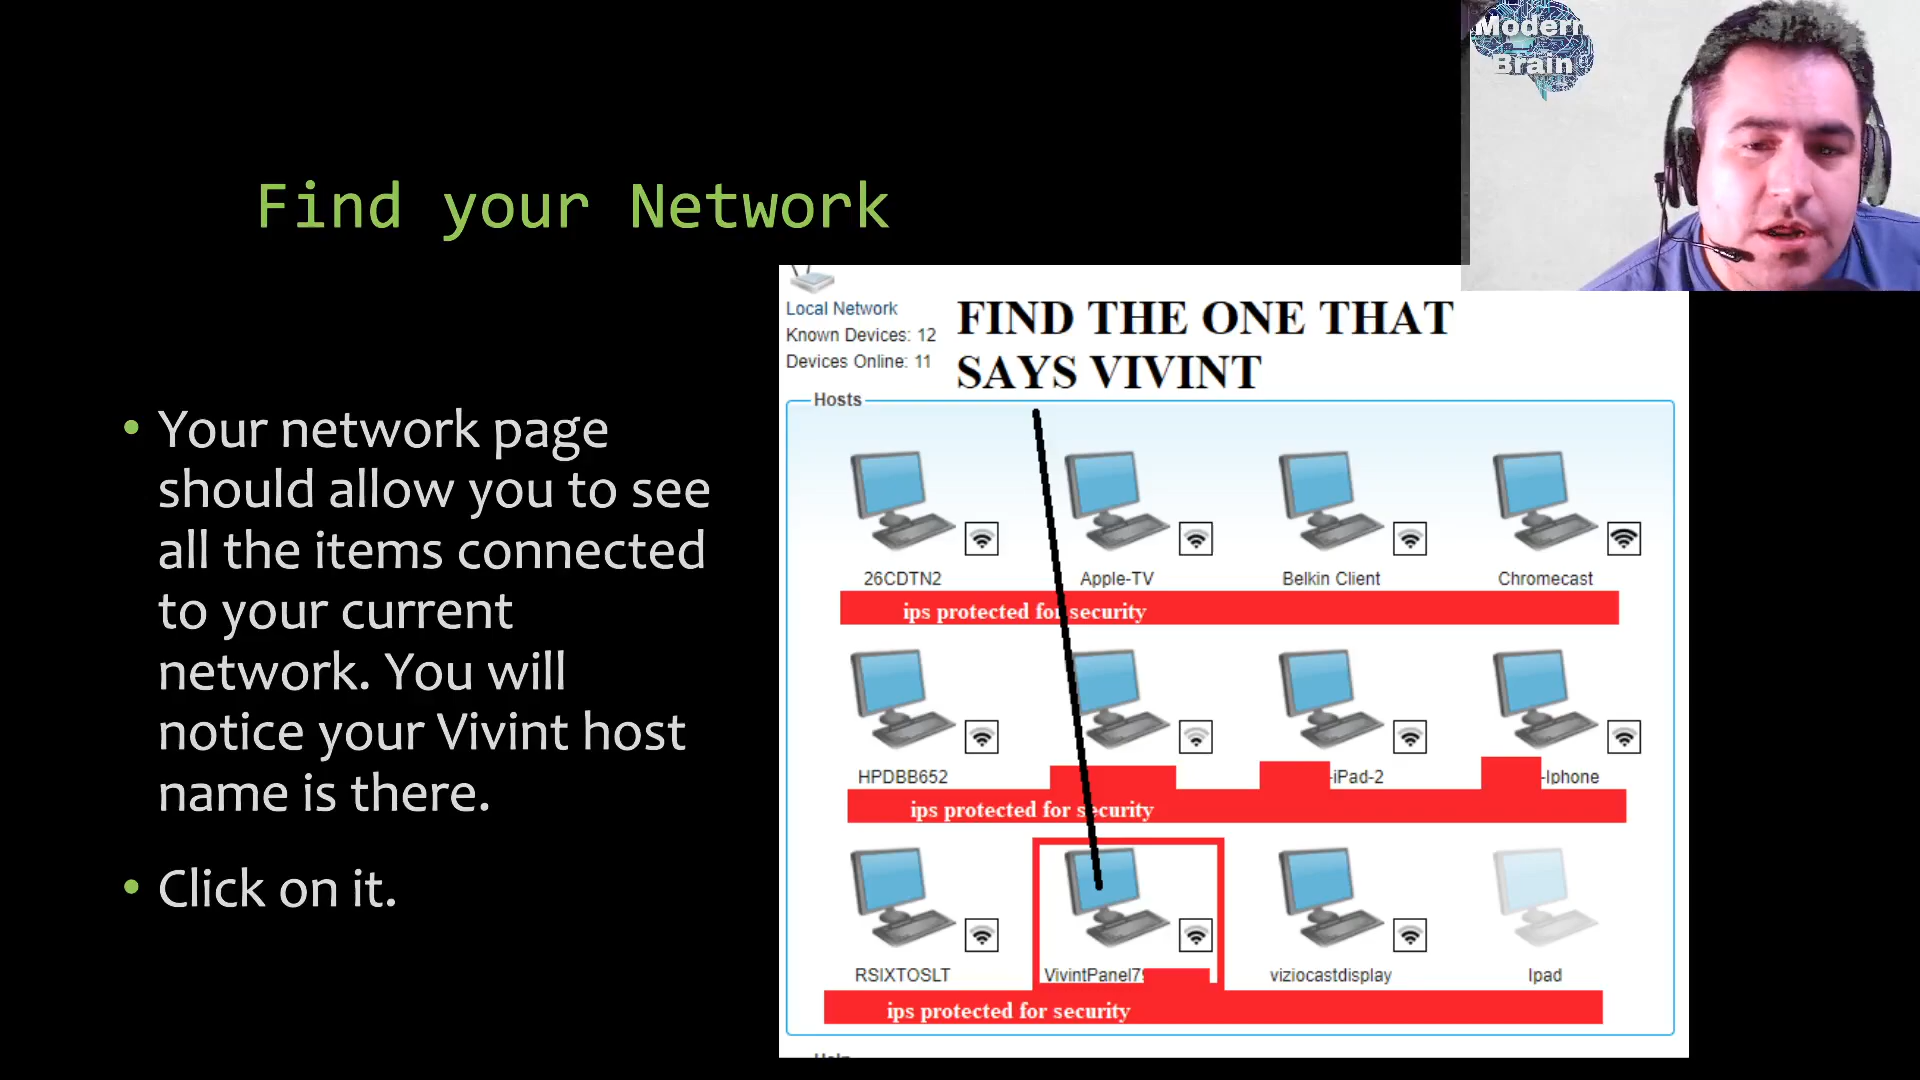 Modern
Brain
Find your Network
Local Network
Known Devices: 12
Devices Online: 11
FIND THE ONE THAT
SAYS VIVINT
• Your network page
should allow you to see
all the items connected
to your current
network. You will
notice your Vivint host
name is there.
• Click on it.
Hosts
26CDTN2 Apple-TV Belkin Client Chromecast
ips protected for security
HPDBB652 -iPad-2 -Iphone
ips protected for security
RSIXTOSLT VivintPanel79 viziocastdisplay Ipad
ips protected for security